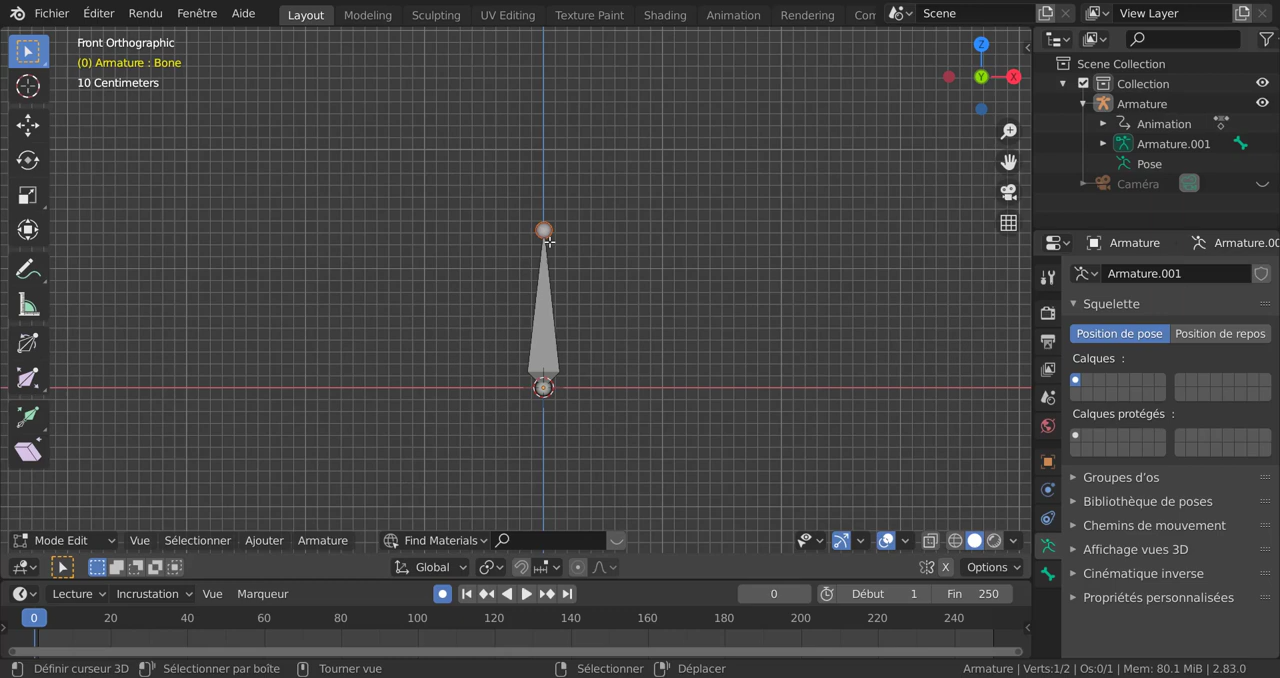 Fichier Éditer Rendu Fenêtre Aide Layout Modeling Sculpting UV Editing Texture Paint Shading Animation Rendering Com Scene View Layer
Front Orthographic
(0) Armature : Bone
10 Centimeters
Z
Y
X
Scene Collection
Collection
Armature
Animation
Armature.001
Pose
Caméra
Armature Armature.00
Armature.001
Squelette
Position de pose Position de repos
Calques :
Calques protégés :
Groupes d'os
Bibliothèque de poses
Chemins de mouvement
Affichage vues 3D
Cinématique inverse
Propriétés personnalisées
Mode Edit Vue Sélectionner Ajouter Armature Find Materials
Global X Options
Lecture Incrustation Vue Marqueur 0 Début 1 Fin 250
0 20 40 60 80 100 120 140 160 180 200 220 240
Définir curseur 3D Sélectionner par boîte Tourner vue Sélectionner Déplacer Armature | Verts:1/2 | Os:0/1 | Mem: 80.1 MiB | 2.83.0